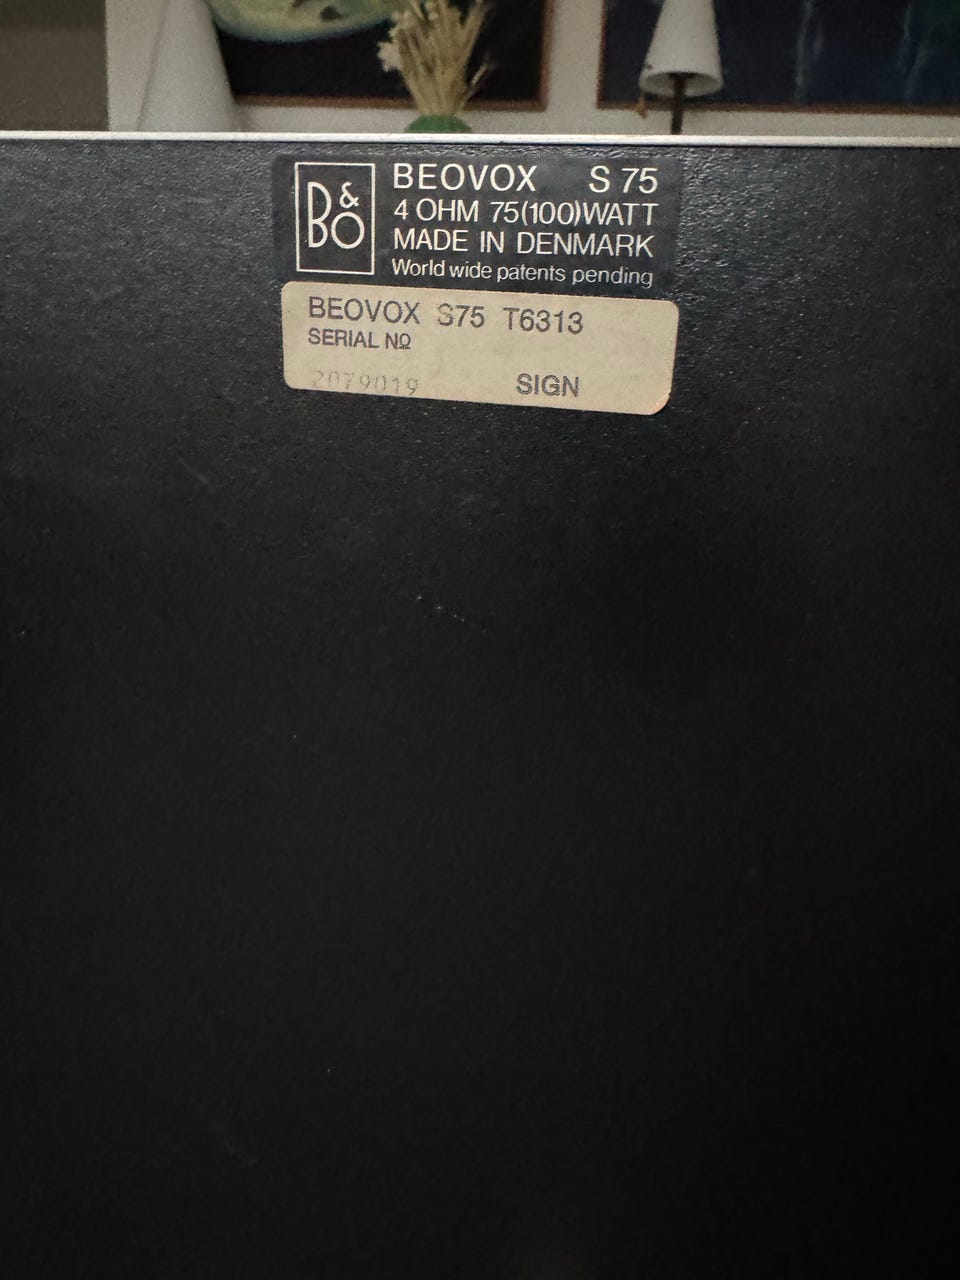 B&O
BEOVOX S 75
4 OHM 75(100)WATT
MADE IN DENMARK
World wide patents pending
BEOVOX S75 T6313
SERIAL Nº
2079019 SIGN